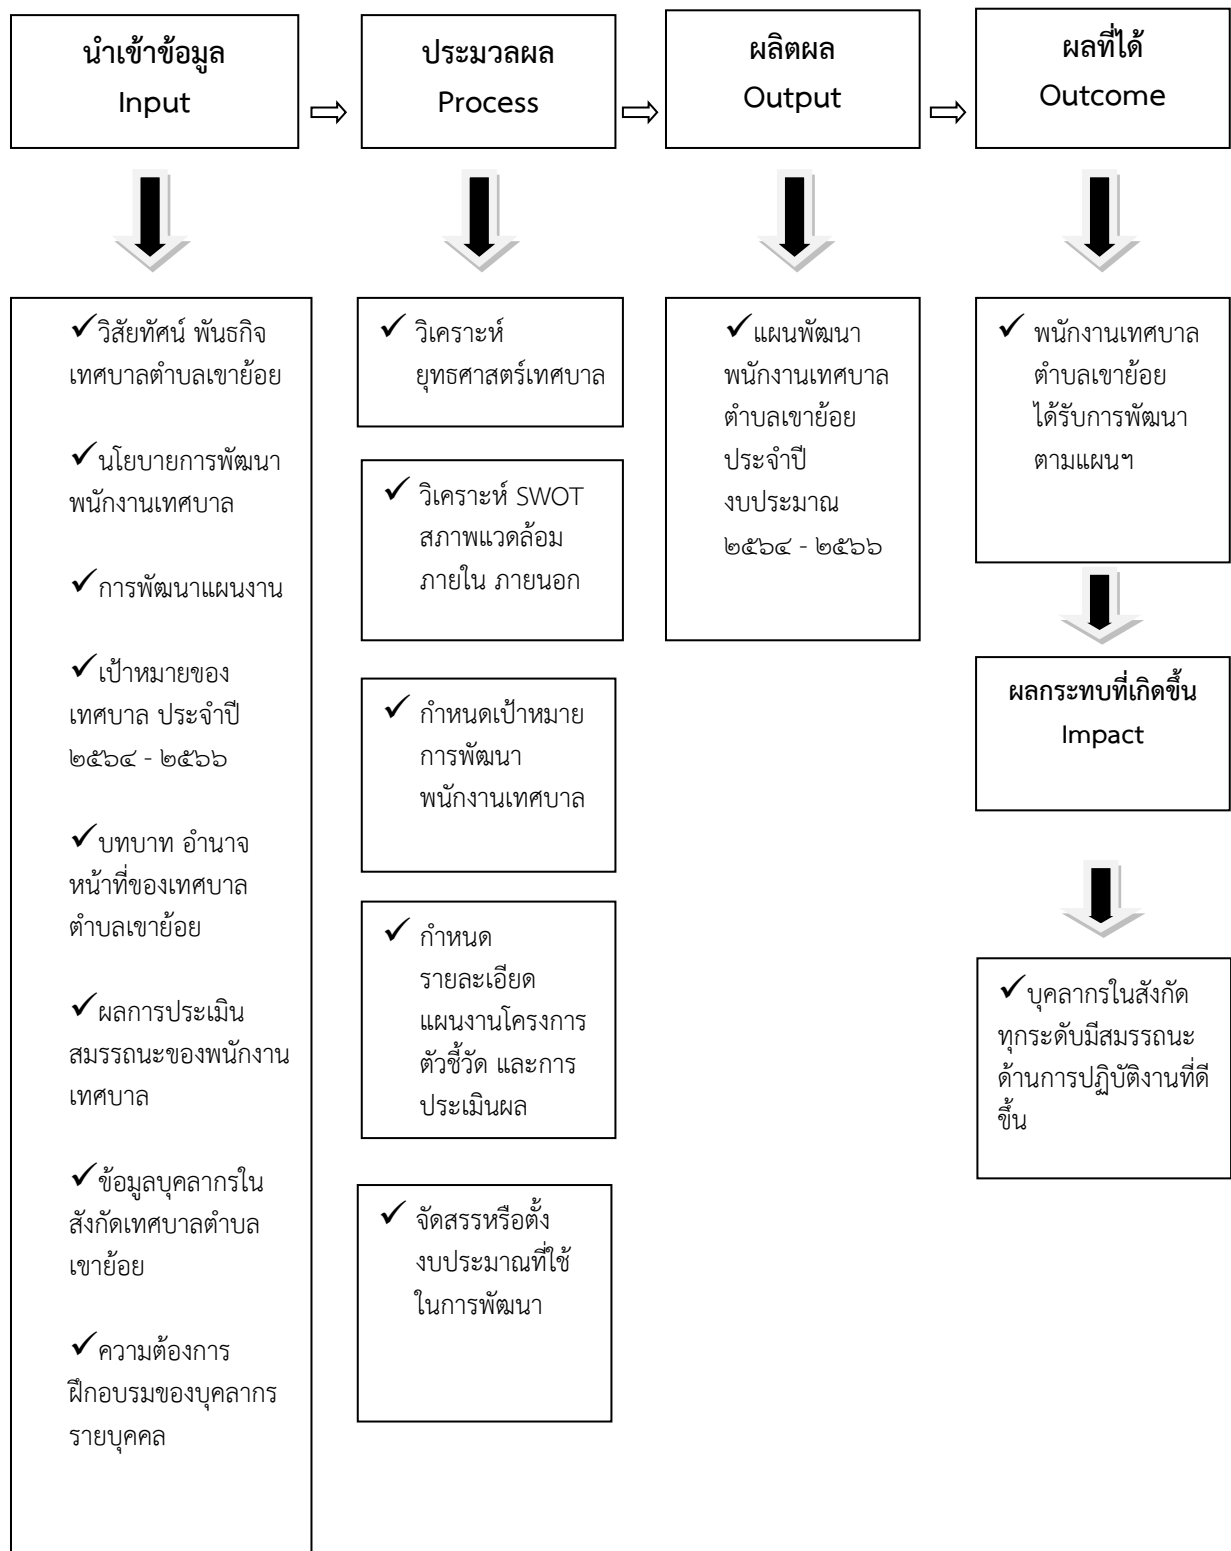 นำเข้าข้อมูล
Input
ประมวลผล
Process
ผลิตผล
Output
ผลที่ได้
Outcome
✓วิสัยทัศน์ พันธกิจ
เทศบาลตำบลเขาย้อย
✓นโยบายการพัฒนา
พนักงานเทศบาล
✓การพัฒนาแผนงาน
✓เป้าหมายของ
เทศบาล ประจำปี
๒๕๖๔ - ๒๕๖๖
✓บทบาท อำนาจ
หน้าที่ของเทศบาล
ตำบลเขาย้อย
✓ผลการประเมิน
สมรรถนะของพนักงาน
เทศบาล
✓ข้อมูลบุคลากรใน
สังกัดเทศบาลตำบล
เขาย้อย
✓ความต้องการ
ฝึกอบรมของบุคลากร
รายบุคคล
✓ วิเคราะห์
ยุทธศาสตร์เทศบาล
✓ วิเคราะห์ SWOT
สภาพแวดล้อม
ภายใน ภายนอก
✓ กำหนดเป้าหมาย
การพัฒนา
พนักงานเทศบาล
✓ กำหนด
รายละเอียด
แผนงานโครงการ
ตัวชี้วัด และการ
ประเมินผล
✓ จัดสรรหรือตั้ง
งบประมาณที่ใช้
ในการพัฒนา
✓แผนพัฒนา
พนักงานเทศบาล
ตำบลเขาย้อย
ประจำปี
งบประมาณ
๒๕๖๔ - ๒๕๖๖
✓ พนักงานเทศบาล
ตำบลเขาย้อย
ได้รับการพัฒนา
ตามแผนฯ
ผลกระทบที่เกิดขึ้น
Impact
✓บุคลากรในสังกัด
ทุกระดับมีสมรรถนะ
ด้านการปฏิบัติงานที่ดี
ขึ้น